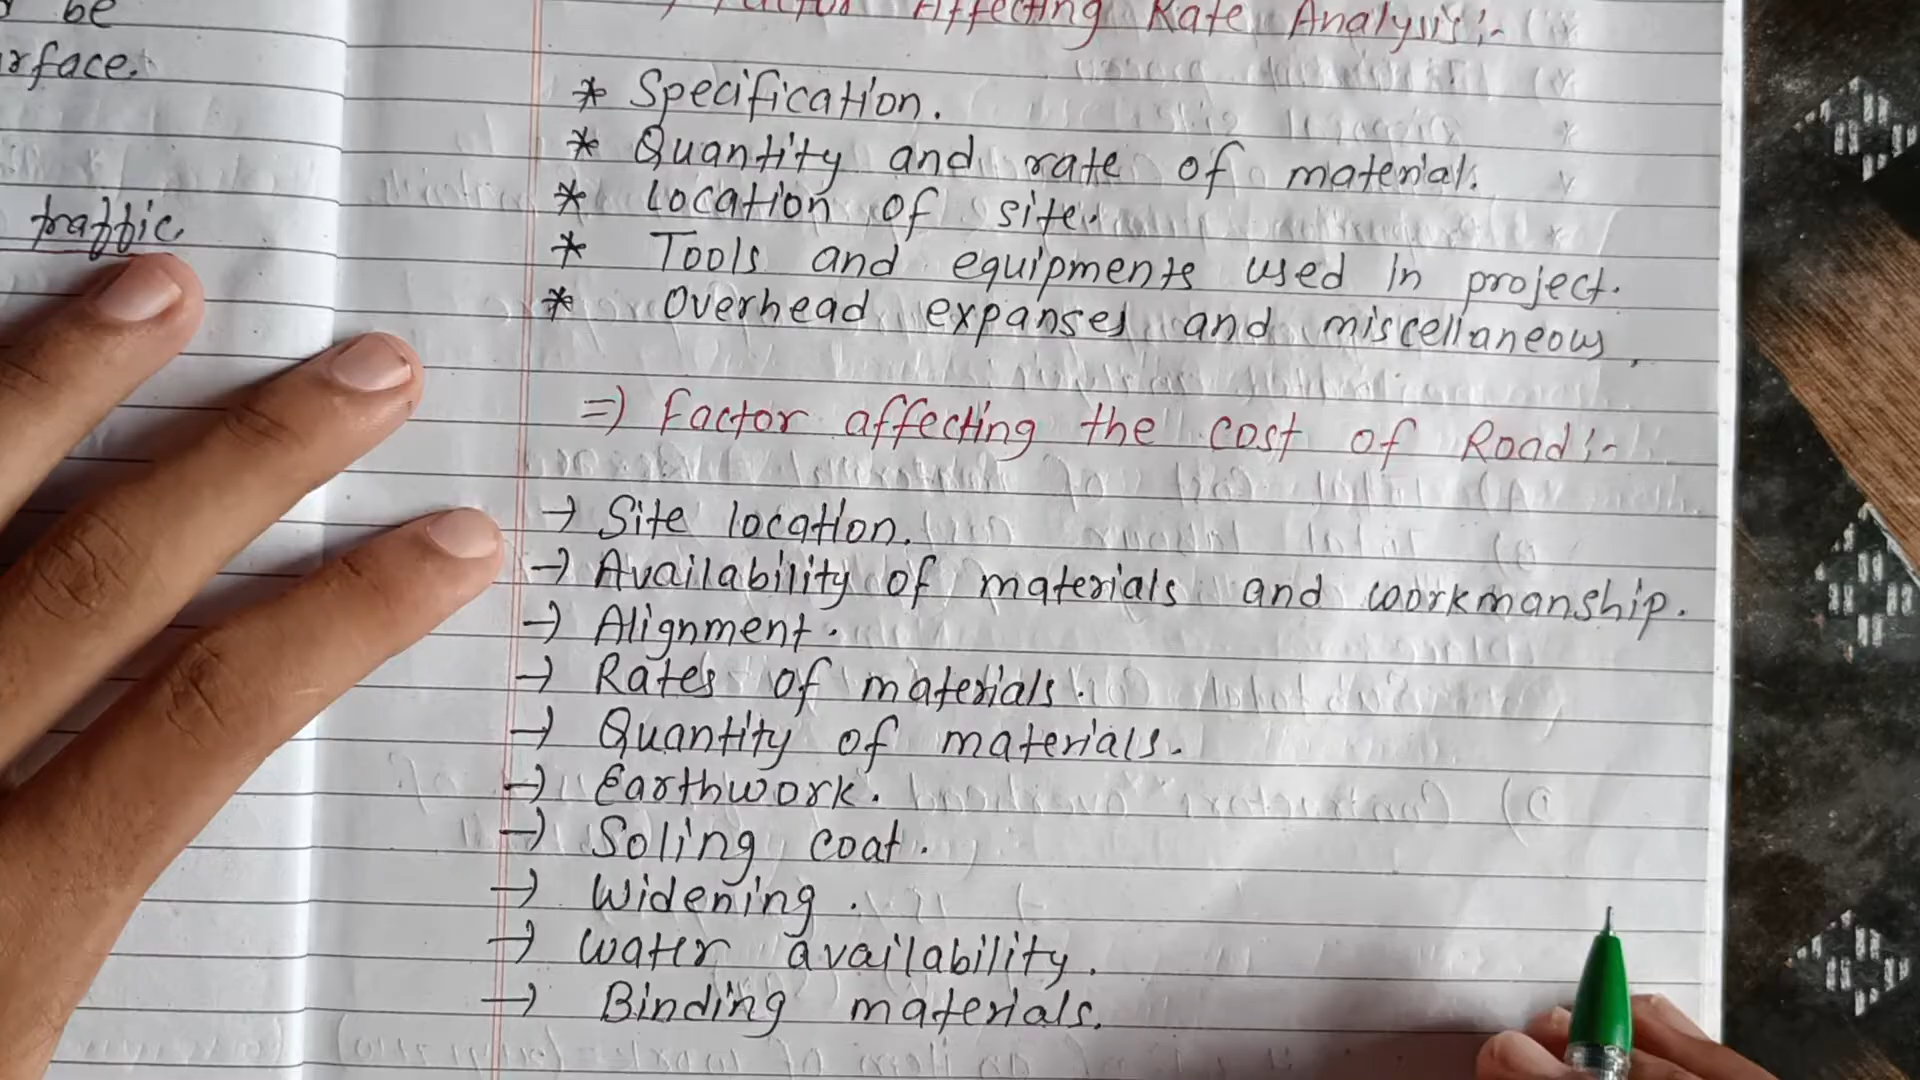 be
rface.
traffic.
Factor Affecting Rate Analysis:-
* Specification.
* Quantity and rate of material.
* Location of site.
* Tools and equipments used in project.
* Overhead expanses and miscellaneous.
=) Factor affecting the cost of Road:-
→ Site location.
→ Availability of materials and workmanship.
→ Alignment.
→ Rates of materials.
→ Quantity of materials.
→ Earthwork.
→ Soling coat.
→ Widening.
→ Water availability.
→ Binding materials.